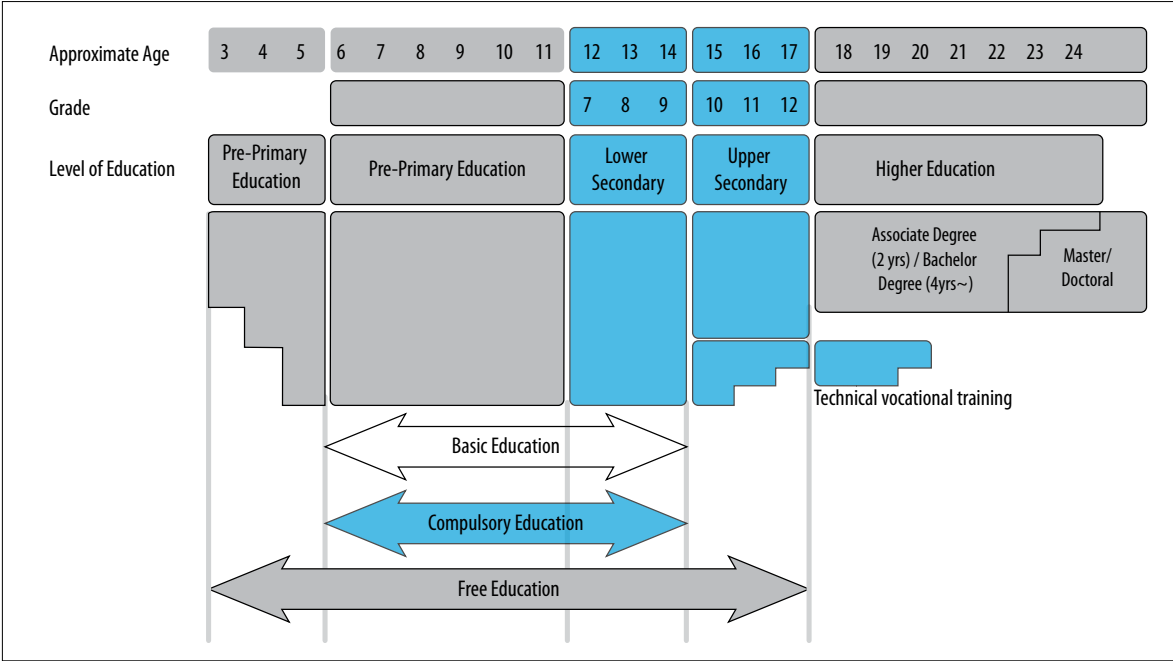 Approximate Age 3 4 5 6 7 8 9 10 11 12 13 14 15 16 17 18 19 20 21 22 23 24
Grade 7 8 9 10 11 12
Level of Education
Pre-Primary
Education
Pre-Primary Education
Lower
Secondary
Upper
Secondary
Higher Education
Associate Degree
(2 yrs) / Bachelor
Degree (4yrs~)
Master/
Doctoral
Technical vocational training
Basic Education
Compulsory Education
Free Education